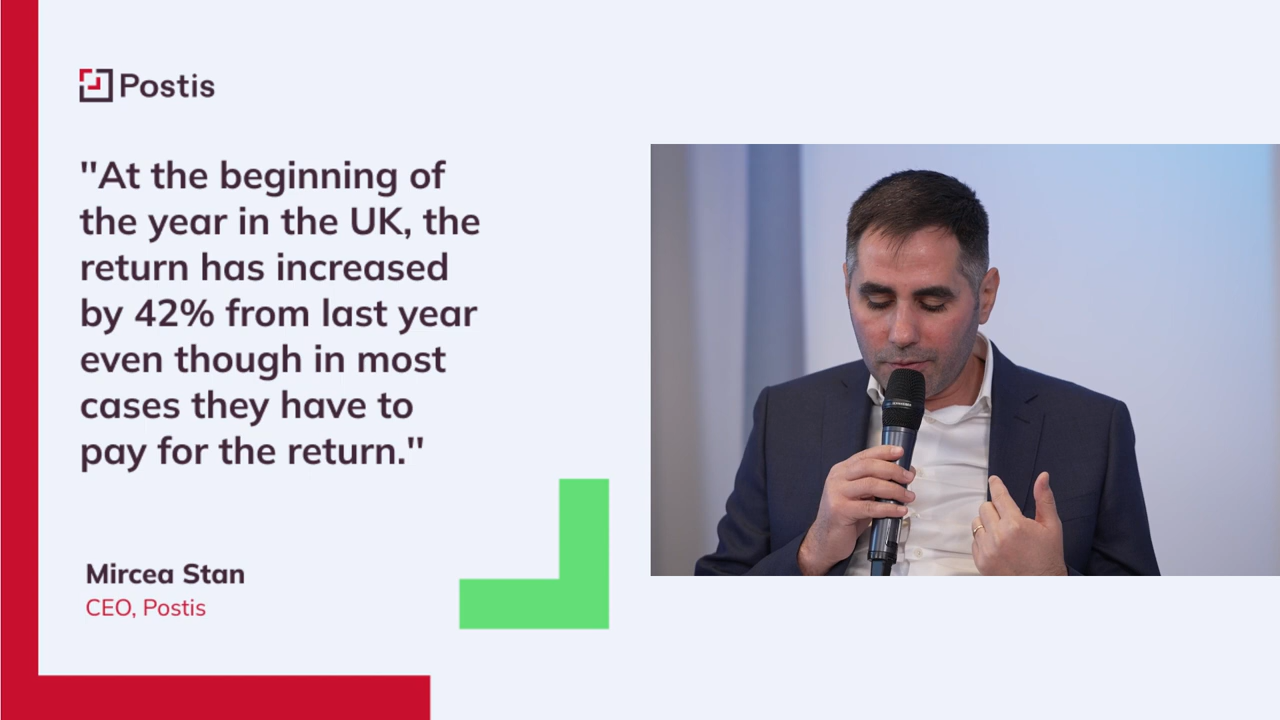 Postis
"At the beginning of
the year in the UK, the
return has increased
by 42% from last year
even though in most
cases they have to
pay for the return."
Mircea Stan
CEO, Postis